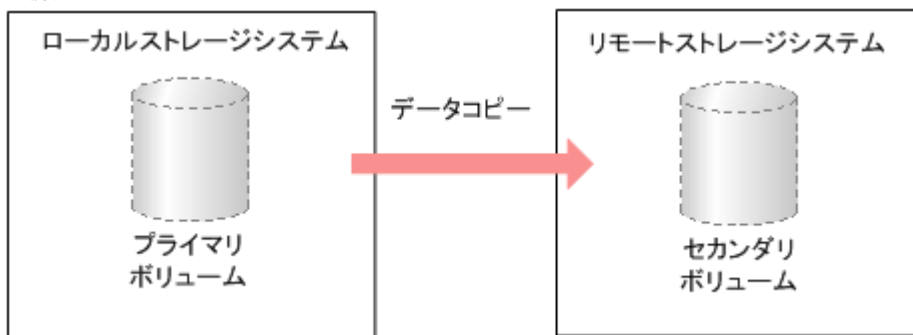 ローカルストレージシステム
リモートストレージシステム
データコピー
プライマリ
ボリューム
セカンダリ
ボリューム